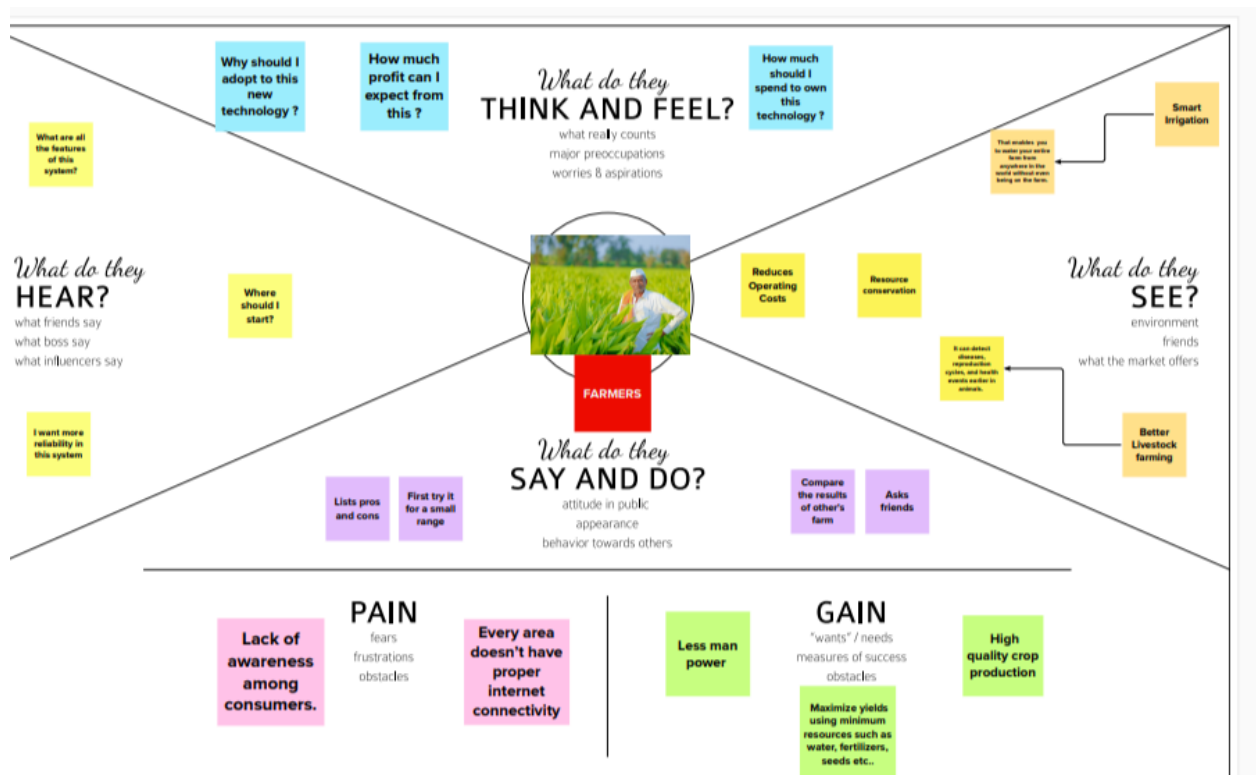 Why should I
adopt to this
new
technology ?
How much
profit can I
expect from
this ?
What do they
THINK AND FEEL?
what really counts
major preoccupations
worries & aspirations
How much
should I
spend to own
this
technology ?
Smart
Irrigation
That enables you
to water your entire
farm from
anywhere in the
world without even
being on the farm.
What are all
the features
of this
system?
What do they
HEAR?
what friends say
what boss say
what influencers say
Where
should I
start?
I want more
reliability in
this system
Reduces
Operating
Costs
Resource
conservation
What do they
SEE?
environment
friends
what the market offers
It can detect
diseases,
reproduction
cycles, and health
events earlier in
animals.
Better
Livestock
farming
FARMERS
What do they
SAY AND DO?
attitude in public
appearance
behavior towards others
Lists pros
and cons
First try it
for a small
range
Compare
the results
of other's
farm
Asks
friends
PAIN
fears
frustrations
obstacles
Lack of
awareness
among
consumers.
Every area
doesn't have
proper
internet
connectivity
GAIN
"wants" / needs
measures of success
obstacles
Less man
power
High
quality crop
production
Maximize yields
using minimum
resources such as
water, fertilizers,
seeds etc..